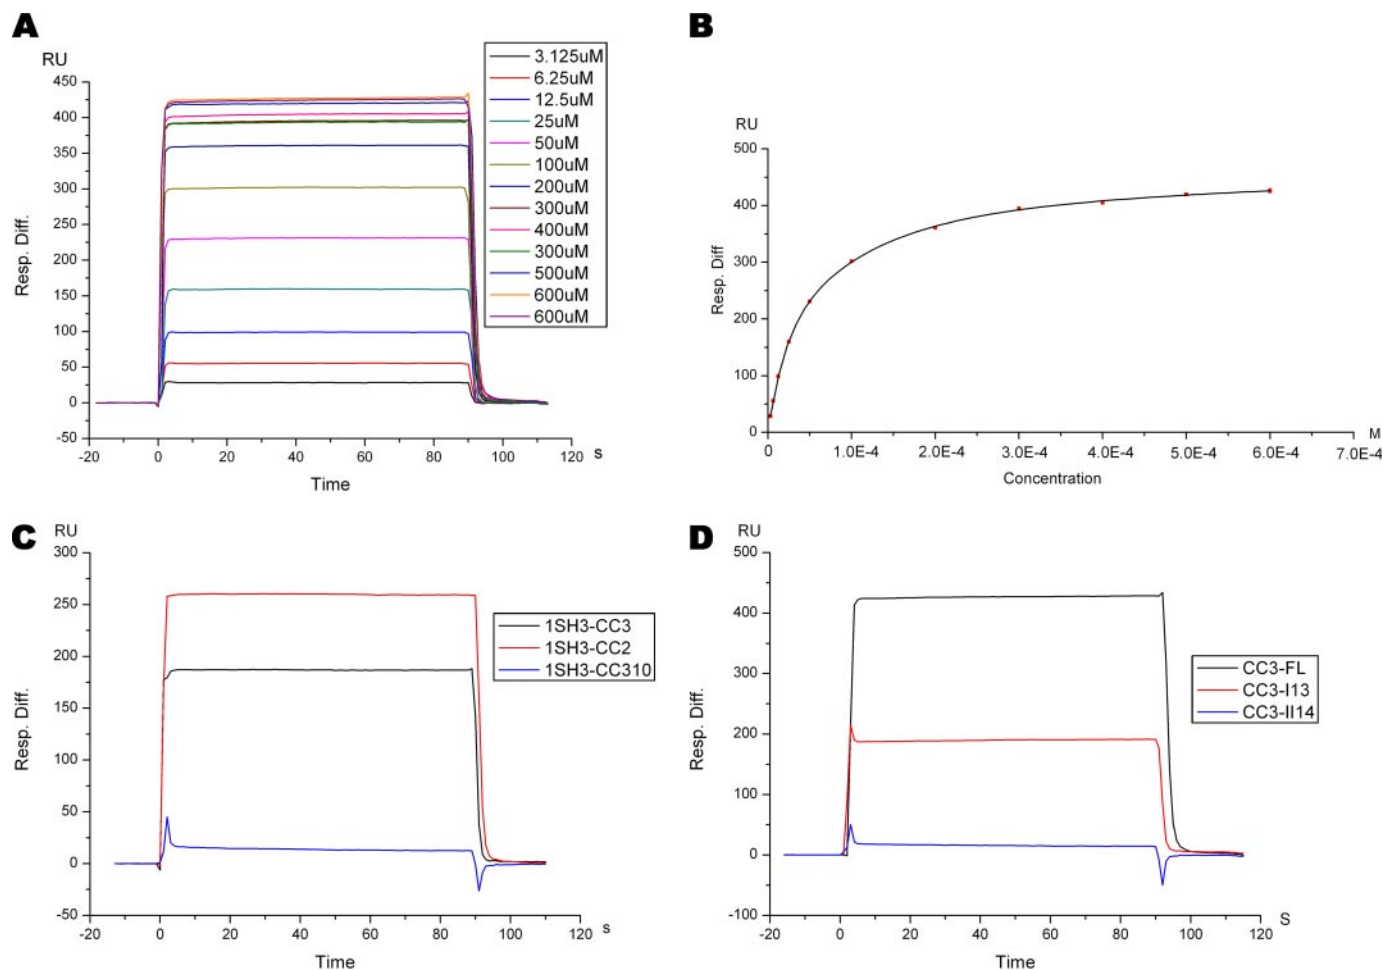 A
RU
450
400
350
300
250
200
150
100
50
0
-50
-20 0 20 40 60 80 100 120 s
Time
Resp. Diff.
3.125uM
6.25uM
12.5uM
25uM
50uM
100uM
200uM
300uM
400uM
300uM
500uM
600uM
600uM
B
RU
500
400
300
200
100
0
0 1.0E-4 2.0E-4 3.0E-4 4.0E-4 5.0E-4 6.0E-4 7.0E-4 M
Concentration
Resp. Diff
C
RU
300
250
200
150
100
50
0
-50
-20 0 20 40 60 80 100 120 s
Time
Resp. Diff.
1SH3-CC3
1SH3-CC2
1SH3-CC310
D
RU
500
400
300
200
100
0
-100
-20 0 20 40 60 80 100 120 S
Time
Resp. Diff.
CC3-FL
CC3-I13
CC3-II14